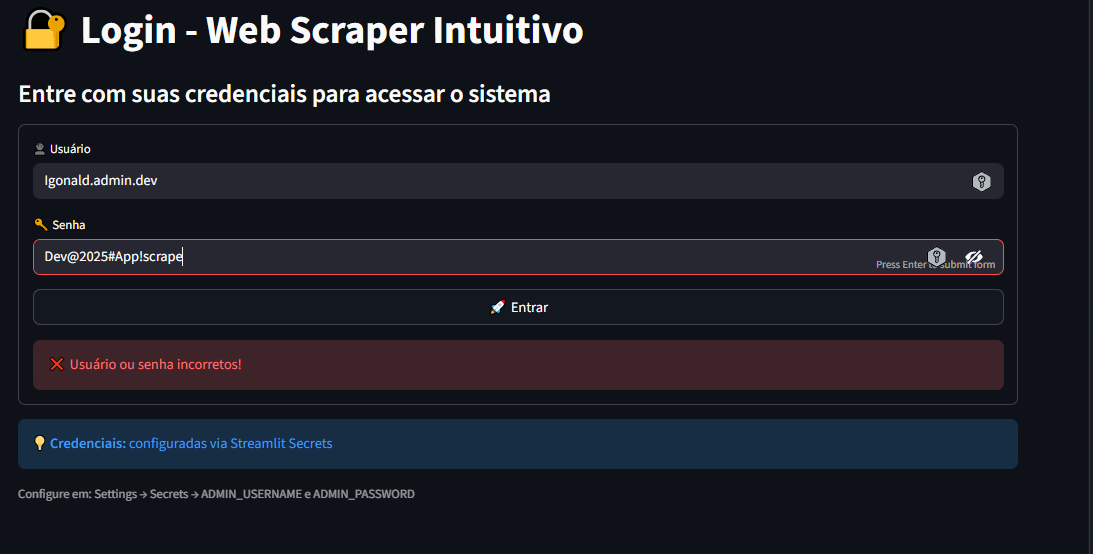 Login - Web Scraper Intuitivo
Entre com suas credenciais para acessar o sistema
Usuário
Igonald.admin.dev
Senha
Dev@2025#App!scrape
Press Enter to submit form
Entrar
Usuário ou senha incorretos!
Credenciais: configuradas via Streamlit Secrets
Configure em: Settings → Secrets → ADMIN_USERNAME e ADMIN_PASSWORD